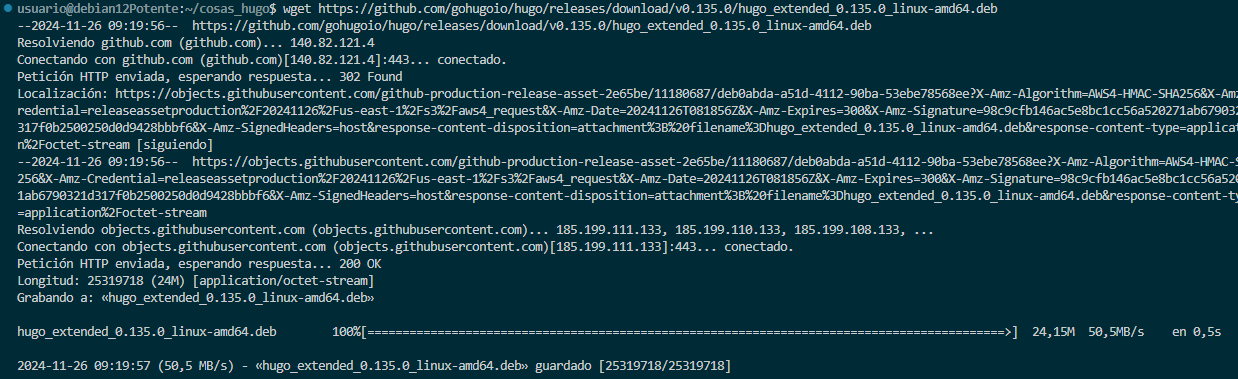 usuario@debian12Potente:~/cosas_hugo$ wget https://github.com/gohugoio/hugo/releases/download/v0.135.0/hugo_extended_0.135.0_linux-amd64.deb
--2024-11-26 09:19:56--  https://github.com/gohugoio/hugo/releases/download/v0.135.0/hugo_extended_0.135.0_linux-amd64.deb
Resolviendo github.com (github.com)... 140.82.121.4
Conectando con github.com (github.com)[140.82.121.4]:443... conectado.
Petición HTTP enviada, esperando respuesta... 302 Found
Localización: https://objects.githubusercontent.com/github-production-release-asset-2e65be/11180687/deb0abda-a51d-4112-90ba-53ebe78568ee?X-Amz-Algorithm=AWS4-HMAC-SHA256&X-Amz
redential=releaseassetproduction%2F20241126%2Fus-east-1%2Fs3%2Faws4_request&X-Amz-Date=20241126T081856Z&X-Amz-Expires=300&X-Amz-Signature=98c9cfb146ac5e8bc1cc56a520271ab679032
317f0b2500250d0d9428bbbf6&X-Amz-SignedHeaders=host&response-content-disposition=attachment%3B%20filename%3Dhugo_extended_0.135.0_linux-amd64.deb&response-content-type=applicat
n%2Foctet-stream [siguiendo]
--2024-11-26 09:19:56--  https://objects.githubusercontent.com/github-production-release-asset-2e65be/11180687/deb0abda-a51d-4112-90ba-53ebe78568ee?X-Amz-Algorithm=AWS4-HMAC-S
256&X-Amz-Credential=releaseassetproduction%2F20241126%2Fus-east-1%2Fs3%2Faws4_request&X-Amz-Date=20241126T081856Z&X-Amz-Expires=300&X-Amz-Signature=98c9cfb146ac5e8bc1cc56a520
1ab6790321d317f0b2500250d0d9428bbbf6&X-Amz-SignedHeaders=host&response-content-disposition=attachment%3B%20filename%3Dhugo_extended_0.135.0_linux-amd64.deb&response-content-ty
=application%2Foctet-stream
Resolviendo objects.githubusercontent.com (objects.githubusercontent.com)... 185.199.111.133, 185.199.110.133, 185.199.108.133, ...
Conectando con objects.githubusercontent.com (objects.githubusercontent.com)[185.199.111.133]:443... conectado.
Petición HTTP enviada, esperando respuesta... 200 OK
Longitud: 25319718 (24M) [application/octet-stream]
Grabando a: «hugo_extended_0.135.0_linux-amd64.deb»
hugo_extended_0.135.0_linux-amd64.deb        100%[============================================================================================>]  24,15M  50,5MB/s    en 0,5s
2024-11-26 09:19:57 (50,5 MB/s) - «hugo_extended_0.135.0_linux-amd64.deb» guardado [25319718/25319718]